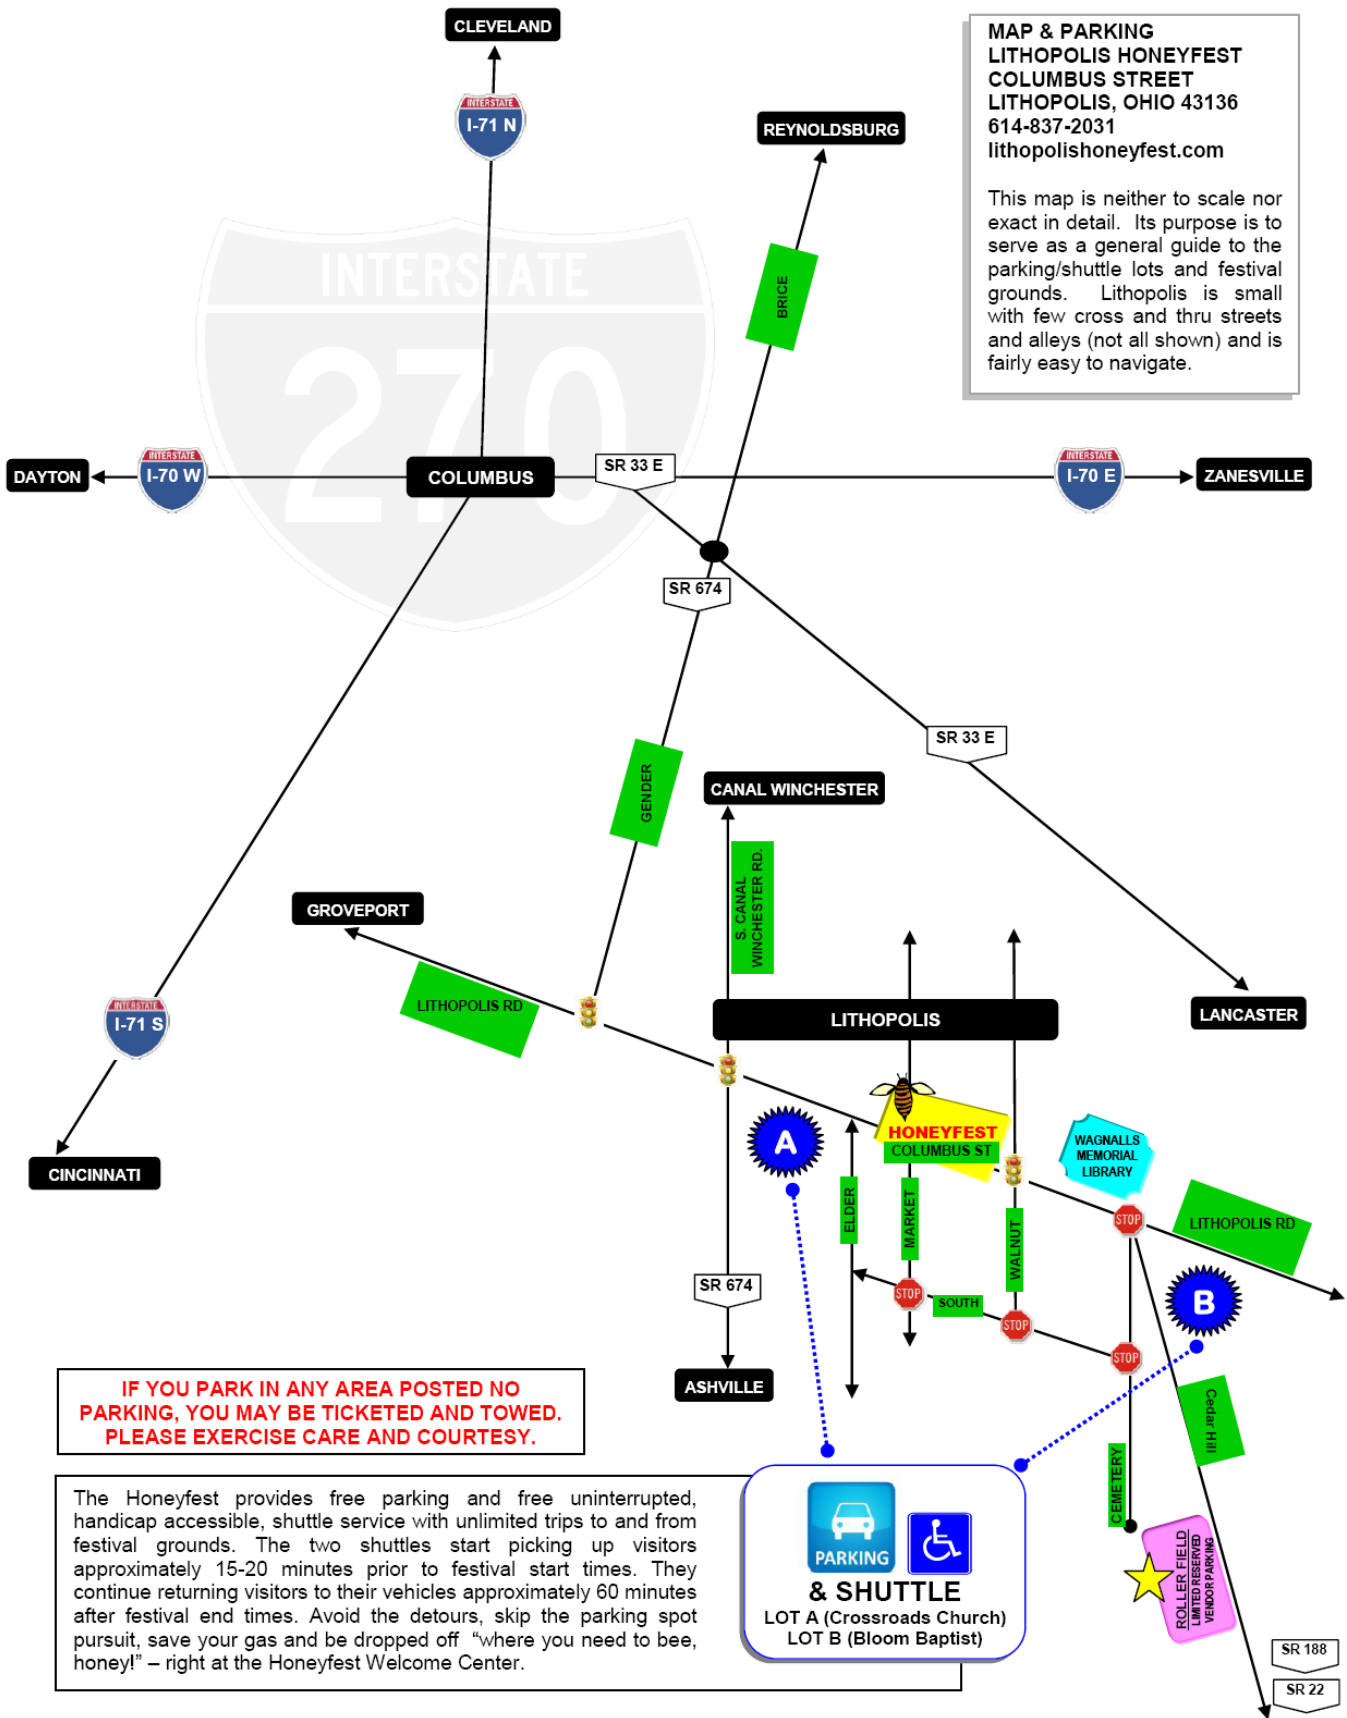 CLEVELAND
INTERSTATE
I-71 N
REYNOLDSBURG
MAP & PARKING
LITHOPOLIS HONEYFEST
COLUMBUS STREET
LITHOPOLIS, OHIO 43136
614-837-2031
lithopolishoneyfest.com
This map is neither to scale nor
exact in detail. Its purpose is to
serve as a general guide to the
parking/shuttle lots and festival
grounds. Lithopolis is small
with few cross and thru streets
and alleys (not all shown) and is
fairly easy to navigate.
INTERSTATE
270
BRICE
DAYTON
INTERSTATE
I-70 W
COLUMBUS
SR 33 E
INTERSTATE
I-70 E
ZANESVILLE
SR 674
SR 33 E
GENDER
CANAL WINCHESTER
S. CANAL
WINCHESTER RD.
GROVEPORT
LITHOPOLIS RD
INTERSTATE
I-71 S
LITHOPOLIS
LANCASTER
CINCINNATI
A
HONEYFEST
COLUMBUS ST
WAGNALLS
MEMORIAL
LIBRARY
ELDER
MARKET
WALNUT
STOP
LITHOPOLIS RD
SR 674
STOP
SOUTH
STOP
STOP
B
ASHVILLE
Cedar Hill
CEMETERY
IF YOU PARK IN ANY AREA POSTED NO
PARKING, YOU MAY BE TICKETED AND TOWED.
PLEASE EXERCISE CARE AND COURTESY.
The Honeyfest provides free parking and free uninterrupted,
handicap accessible, shuttle service with unlimited trips to and from
festival grounds. The two shuttles start picking up visitors
approximately 15-20 minutes prior to festival start times. They
continue returning visitors to their vehicles approximately 60 minutes
after festival end times. Avoid the detours, skip the parking spot
pursuit, save your gas and be dropped off "where you need to bee,
honey!" – right at the Honeyfest Welcome Center.
PARKING
& SHUTTLE
LOT A (Crossroads Church)
LOT B (Bloom Baptist)
ROLLER FIELD
LIMITED RESERVED
VENDOR PARKING
SR 188
SR 22